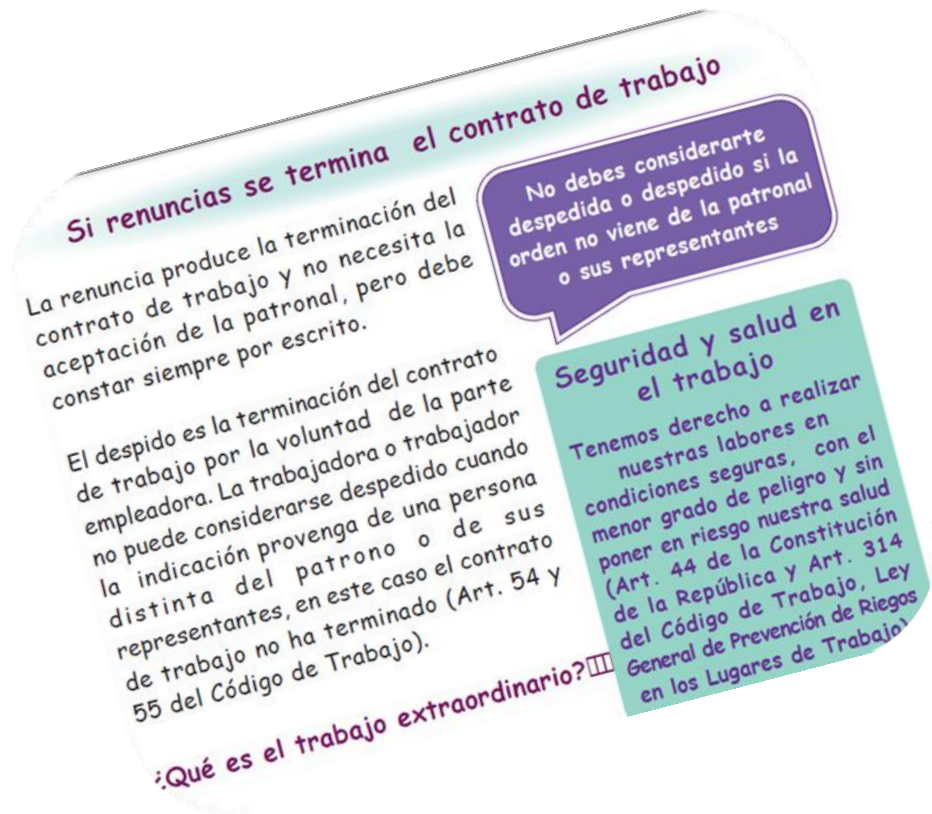 Si renuncias se termina el contrato de trabajo
La renuncia produce la terminación del
contrato de trabajo y no necesita la
aceptación de la patronal, pero debe
constar siempre por escrito.
El despido es la terminación del contrato
de trabajo por la voluntad de la parte
empleadora. La trabajadora o trabajador
no puede considerarse despedido cuando
la indicación provenga de una persona
distinta del patrono o de sus
representantes, en este caso el contrato
de trabajo no ha terminado (Art. 54 y
55 del Código de Trabajo).
¿Qué es el trabajo extraordinario?
No debes considerarte
despedida o despedido si la
orden no viene de la patronal
o sus representantes
Seguridad y salud en
el trabajo
Tenemos derecho a realizar
nuestras labores en
condiciones seguras, con el
menor grado de peligro y sin
poner en riesgo nuestra salud
(Art. 44 de la Constitución
de la República y Art. 314
del Código de Trabajo, Ley
General de Prevención de Riegos
en los Lugares de Trabajo)